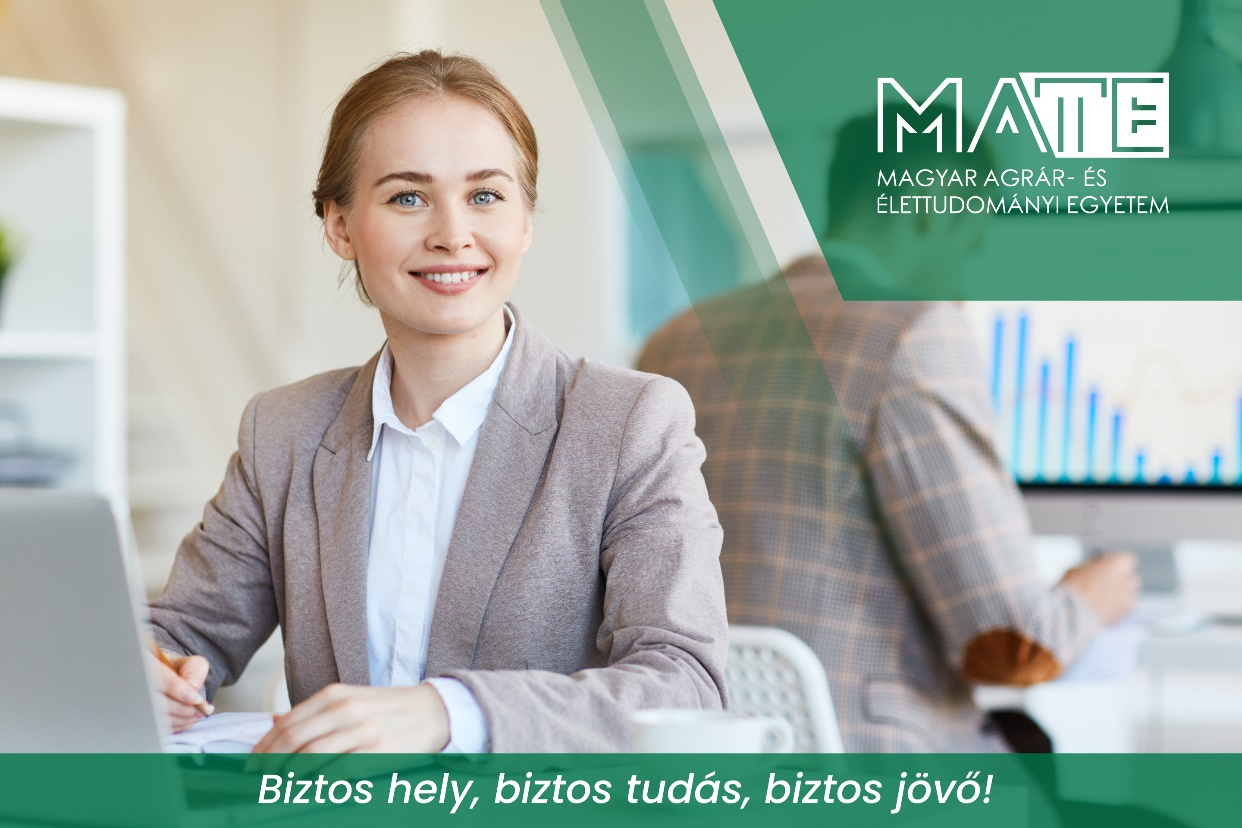 MATE
MAGYAR AGRÁR- ÉS
ÉLETTUDOMÁNYI EGYETEM
Biztos hely, biztos tudás, biztos jövő!